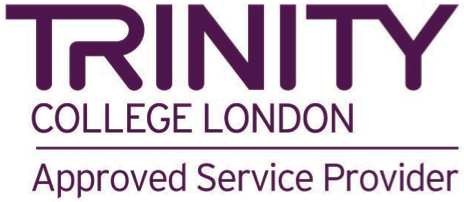 TRINITY
COLLEGE LONDON
Approved Service Provider